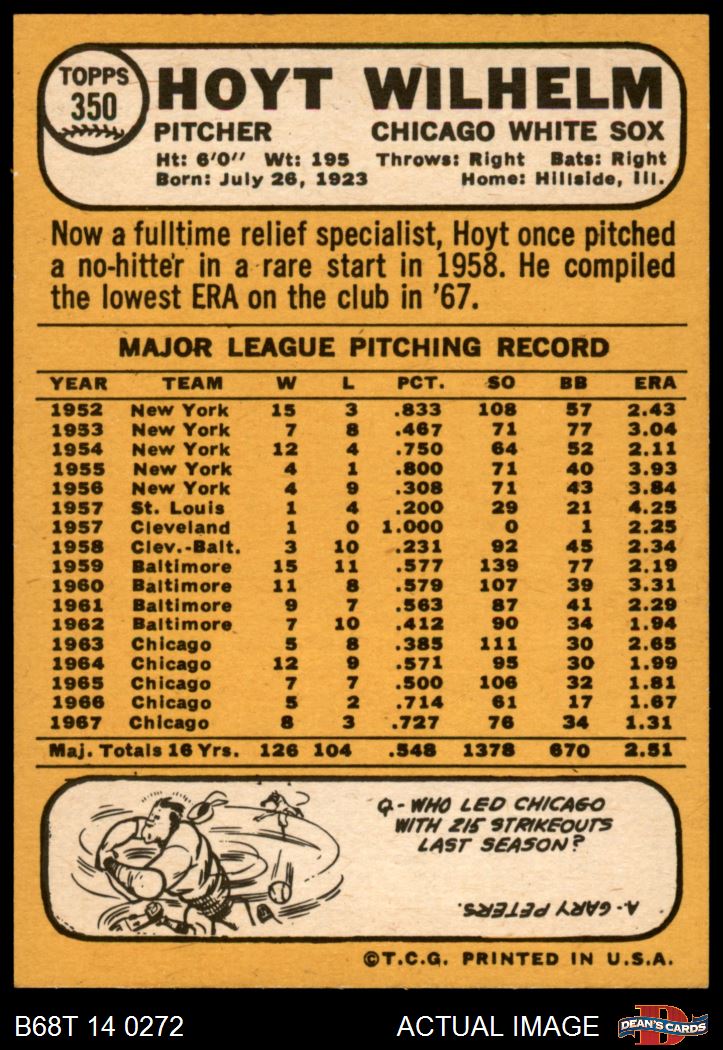 TOPPS
350
HOYT WILHELM
PITCHER CHICAGO WHITE SOX
Ht: 6'0" Wt: 195 Throws: Right Bats: Right
Born: July 26, 1923 Home: Hillside, Ill.
Now a fulltime relief specialist, Hoyt once pitched
a no-hitter in a rare start in 1958. He compiled
the lowest ERA on the club in '67.
MAJOR LEAGUE PITCHING RECORD
YEAR TEAM W L PCT. SO BB ERA
1952 New York 15 3 .833 108 57 2.43
1953 New York 7 8 .467 71 77 3.04
1954 New York 12 4 .750 64 52 2.11
1955 New York 4 1 .800 71 40 3.93
1956 New York 4 9 .308 71 43 3.84
1957 St. Louis 1 4 .200 29 21 4.25
1957 Cleveland 1 0 1.000 0 1 2.25
1958 Clev.-Balt. 3 10 .231 92 45 2.34
1959 Baltimore 15 11 .577 139 77 2.19
1960 Baltimore 11 8 .579 107 39 3.31
1961 Baltimore 9 7 .563 87 41 2.29
1962 Baltimore 7 10 .412 90 34 1.94
1963 Chicago 5 8 .385 111 30 2.65
1964 Chicago 12 9 .571 95 30 1.99
1965 Chicago 7 7 .500 106 32 1.81
1966 Chicago 5 2 .714 61 17 1.67
1967 Chicago 8 3 .727 76 34 1.31
Maj. Totals 16 Yrs. 126 104 .548 1378 670 2.51
Q-WHO LED CHICAGO
WITH 215 STRIKEOUTS
LAST SEASON?
A-GARY PETERS.
©T.C.G. PRINTED IN U.S.A.
B68T 14 0272 ACTUAL IMAGE
D
DEAN'S CARDS